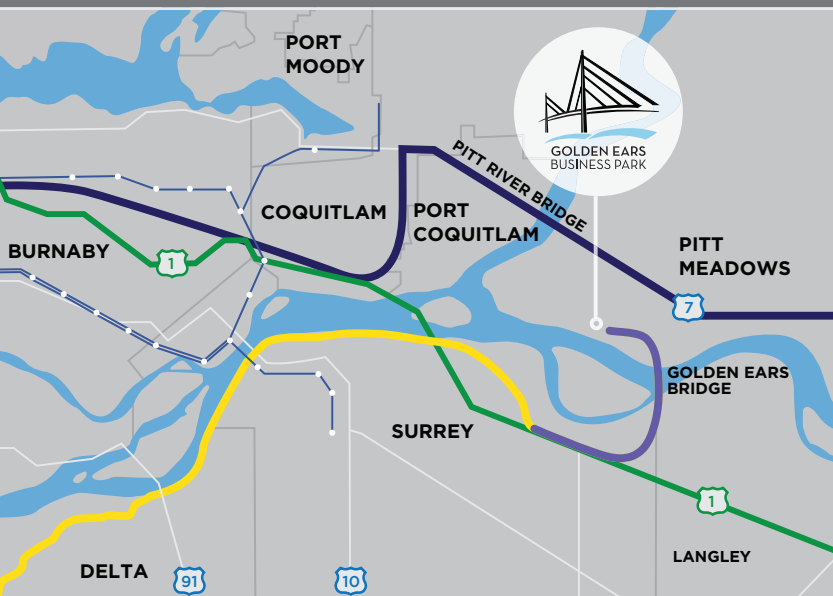 PORT
MOODY
GOLDEN EARS
BUSINESS PARK
PITT RIVER BRIDGE
COQUITLAM
PORT
COQUITLAM
BURNABY
1
PITT
MEADOWS
7
GOLDEN EARS
BRIDGE
SURREY
1
LANGLEY
DELTA
91
10